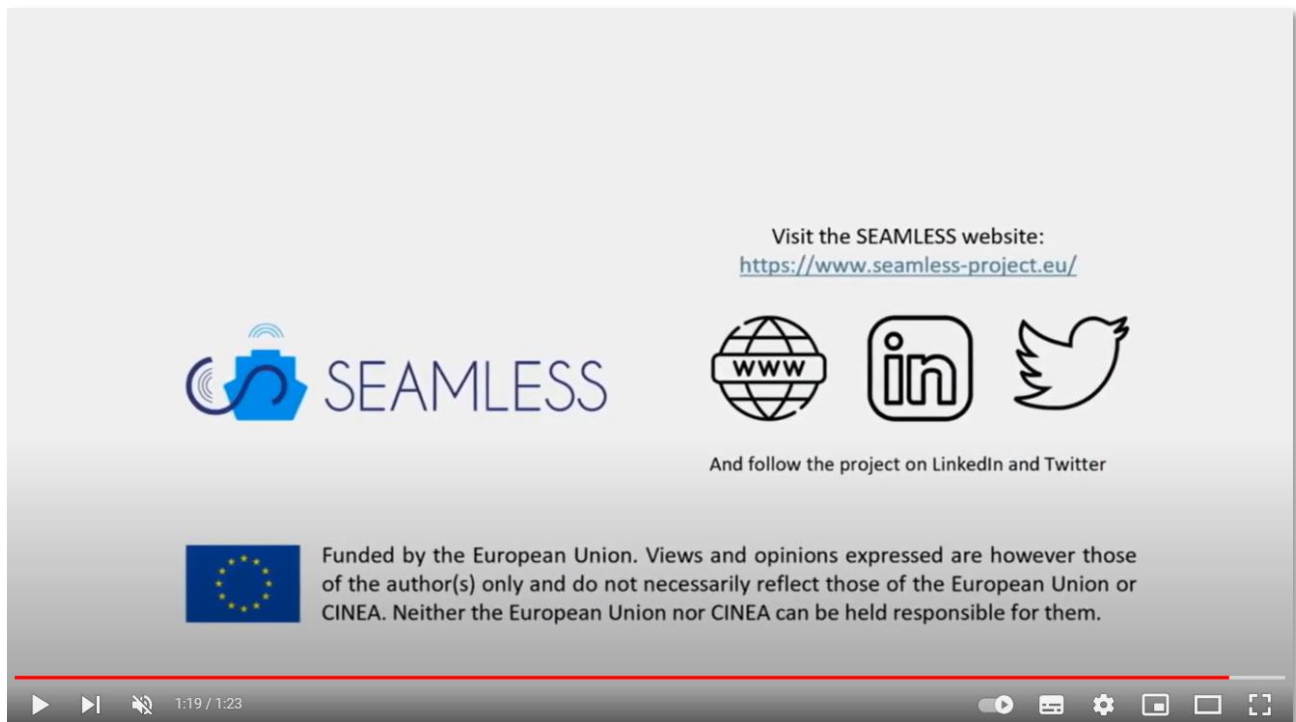 Visit the SEAMLESS website:
https://www.seamless-project.eu/
SEAMLESS
WWW
in
And follow the project on LinkedIn and Twitter
Funded by the European Union. Views and opinions expressed are however those
of the author(s) only and do not necessarily reflect those of the European Union or
CINEA. Neither the European Union nor CINEA can be held responsible for them.
1:19 / 1:23